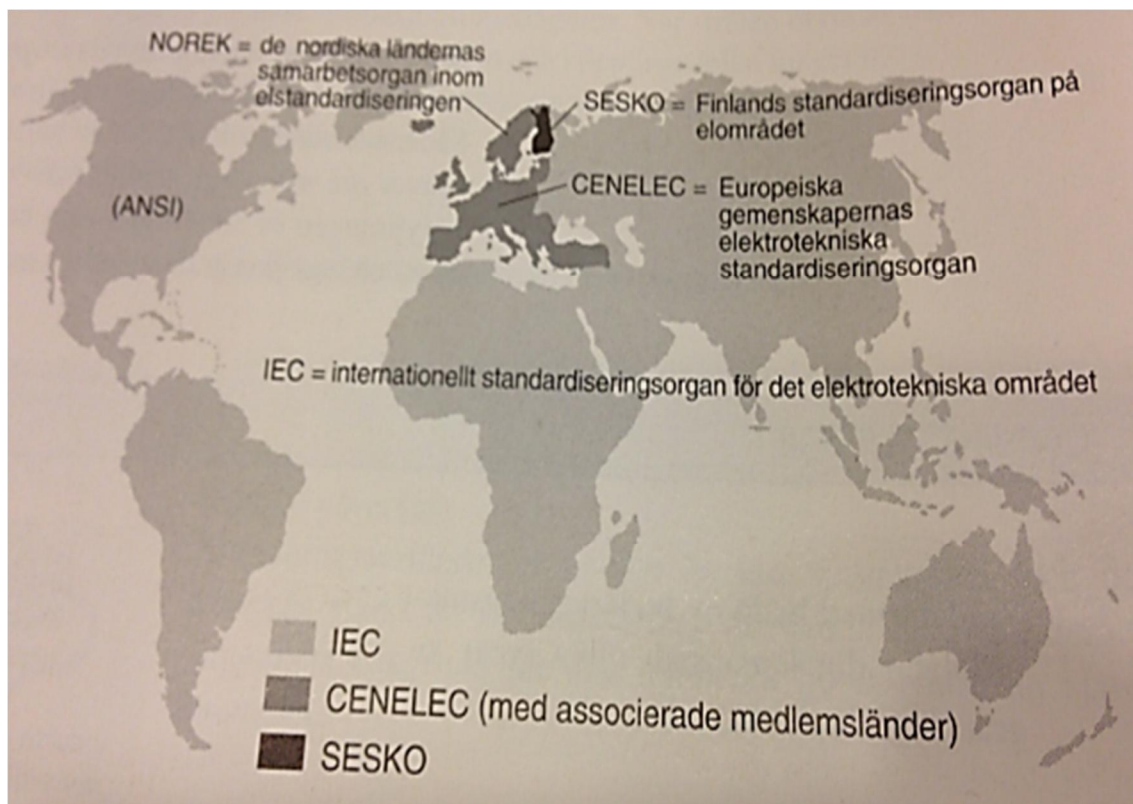 NOREK = de nordiska ländernas
samarbetsorgan inom
elstandardiseringen
SESKO = Finlands standardiseringsorgan på
elområdet
(ANSI)
CENELEC = Europeiska
gemenskapernas
elektrotekniska
standardiseringsorgan
IEC = internationellt standardiseringsorgan för det elektrotekniska området
IEC
CENELEC (med associerade medlemsländer)
SESKO